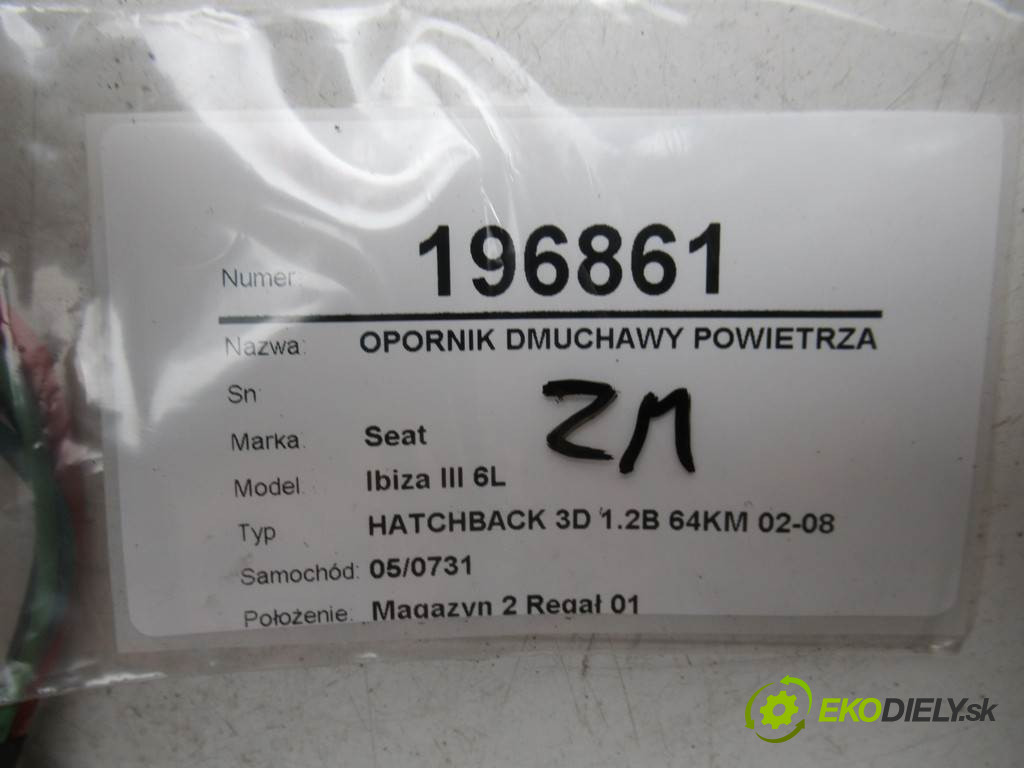 Numer: 196861
Nazwa: OPORNIK DMUCHAWY POWIETRZA
Sn:
ZM
Marka: Seat
Model: Ibiza III 6L
Typ HATCHBACK 3D 1.2B 64KM 02-08
Samochód: 05/0731
Położenie: Magazyn 2 Regał 01
EKODIELY.sk